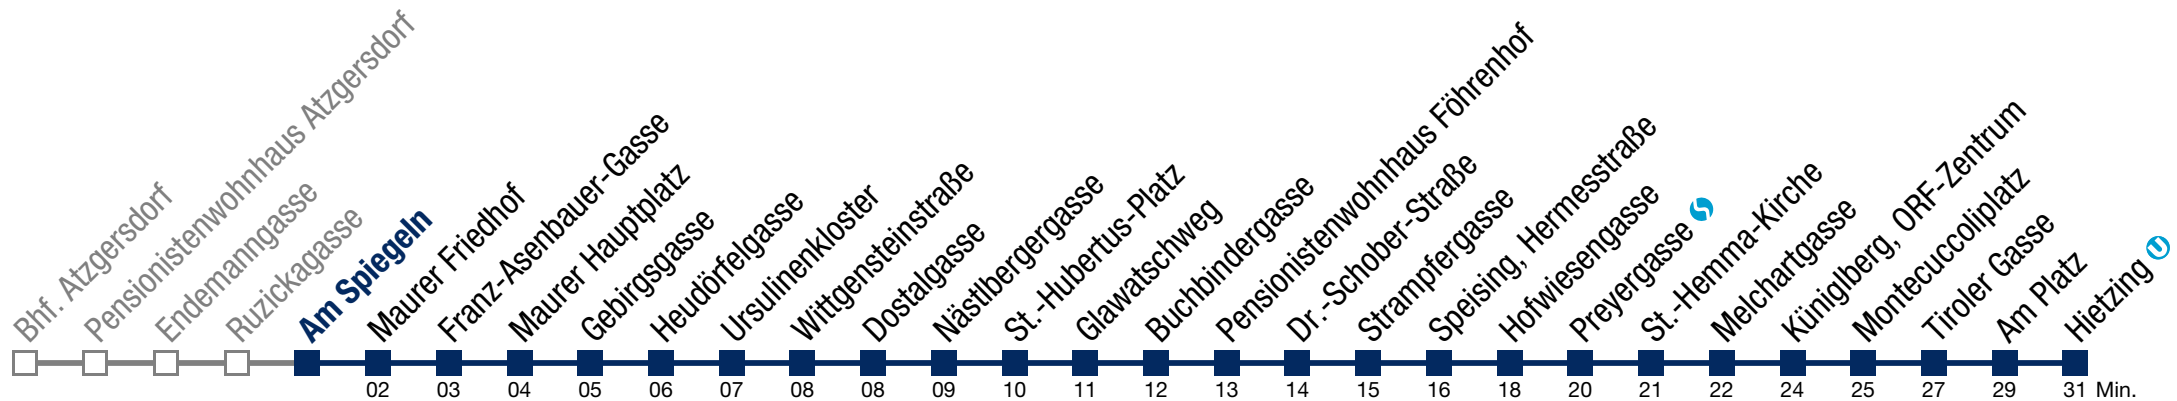 Bhf. Atzgersdorf
Pensionistenwohnhaus Atzgersdorf
Endemanngasse
Ruzickagasse
Am Spiegeln
Maurer Friedhof
Franz-Asenbauer-Gasse
Maurer Hauptplatz
Gebirgsgasse
Heudörfelgasse
Ursulinenkloster
Wittgensteinstraße
Dostalgasse
Nästlbergergasse
St.-Hubertus-Platz
Glawatschweg
Buchbindergasse
Pensionistenwohnhaus Föhrenhof
Dr.-Schober-Straße
Strampfergasse
Speising, Hermesstraße
Hofwiesengasse
Preyergasse S
St.-Hemma-Kirche
Melchartgasse
Küniglberg, ORF-Zentrum
Montecuccoliplatz
Tiroler Gasse
Am Platz
Hietzing U
02 03 04 05 06 07 08 08 09 10 11 12 13 14 15 16 18 20 21 22 24 25 27 29 31 Min.